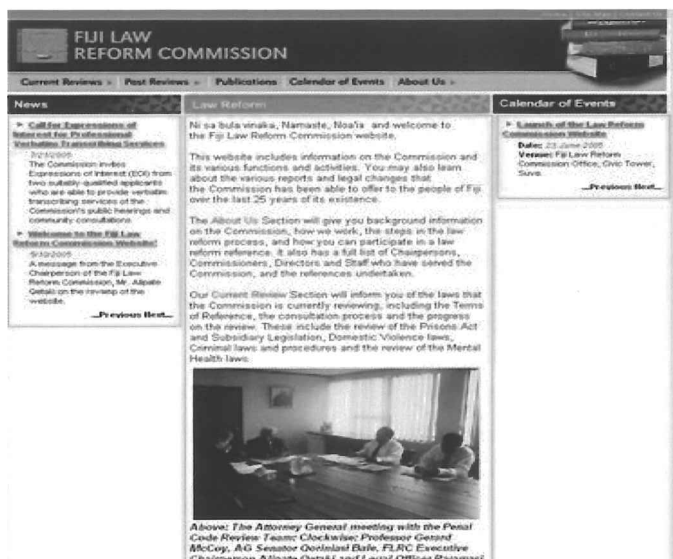 FIJI LAW
REFORM COMMISSION
Current Reviews
Past Reviews
Publications
Calendar of Events
About Us
News
Call for Expressions of
Interest for Professional
Verbatim Transcribing Services
7/21/2005
The Commission invites
Expressions of Interest (EOI) from
two suitably qualified applicants
who are able to provide verbatim
transcribing services of the
Commission's public hearings and
community consultations.
Welcome to the Fiji Law
Reform Commission Website!
A message from the Executive
Chairperson of the Fiji Law
Reform Commission, Mr. Alipate
Qetaki on the revamp of the
website.
...Previous Next...
Law Reform
Ni sa bula vinaka, Namaste, Noa'ia and welcome to
the Fiji Law Reform Commission website.
This website includes information on the Commission and
its various functions and activities. You may also learn
about the various reports and legal changes that
the Commission has been able to offer to the people of Fiji
over the last 25 years of its existence.
The About Us Section will give you background information
on the Commission, how we work, the steps in the law
reform process, and how you can participate in a law
reform reference. It also has a full list of Chairpersons,
Commissioners, Directors and Staff who have served the
Commission, and the references undertaken.
Our Current Review Section will inform you of the laws that
the Commission is currently reviewing, including the Terms
of Reference, the consultation process and the progress
on the review. These include the review of the Prisons Act
and Subsidiary Legislation, Domestic Violence laws,
Criminal laws and procedures and the review of the Mental
Health laws.
Above: The Attorney General meeting with the Penal
Code Review Team: Clockwise: Professor Gerard
McCoy, AG Senator Qoriniasi Bale, FLRC Executive
Chairperson Alipate Qetaki and Legal Officer
Calendar of Events
Launch of the Law Reform
Commission Website
Date: 23 June 2005
Venue: Fiji Law Reform
Commission Office, Civic Tower,
Suva.
...Previous Next...